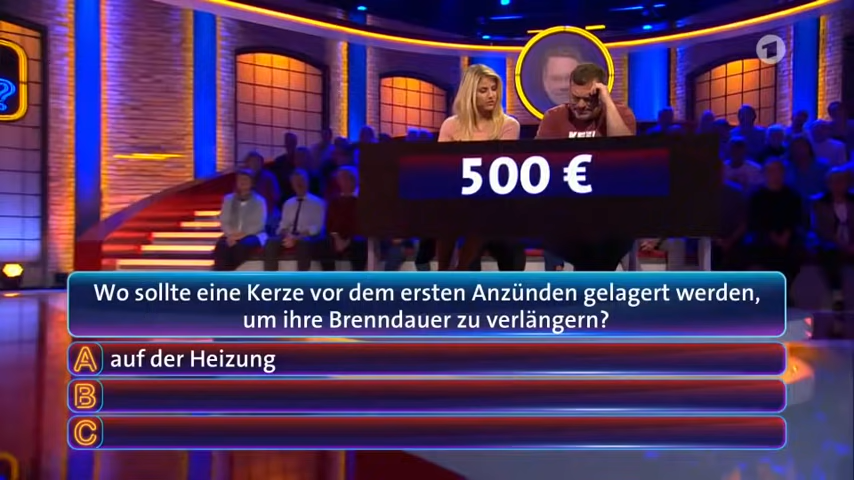 1
500 €
Wo sollte eine Kerze vor dem ersten Anzünden gelagert werden,
um ihre Brenndauer zu verlängern?
A auf der Heizung
B
C